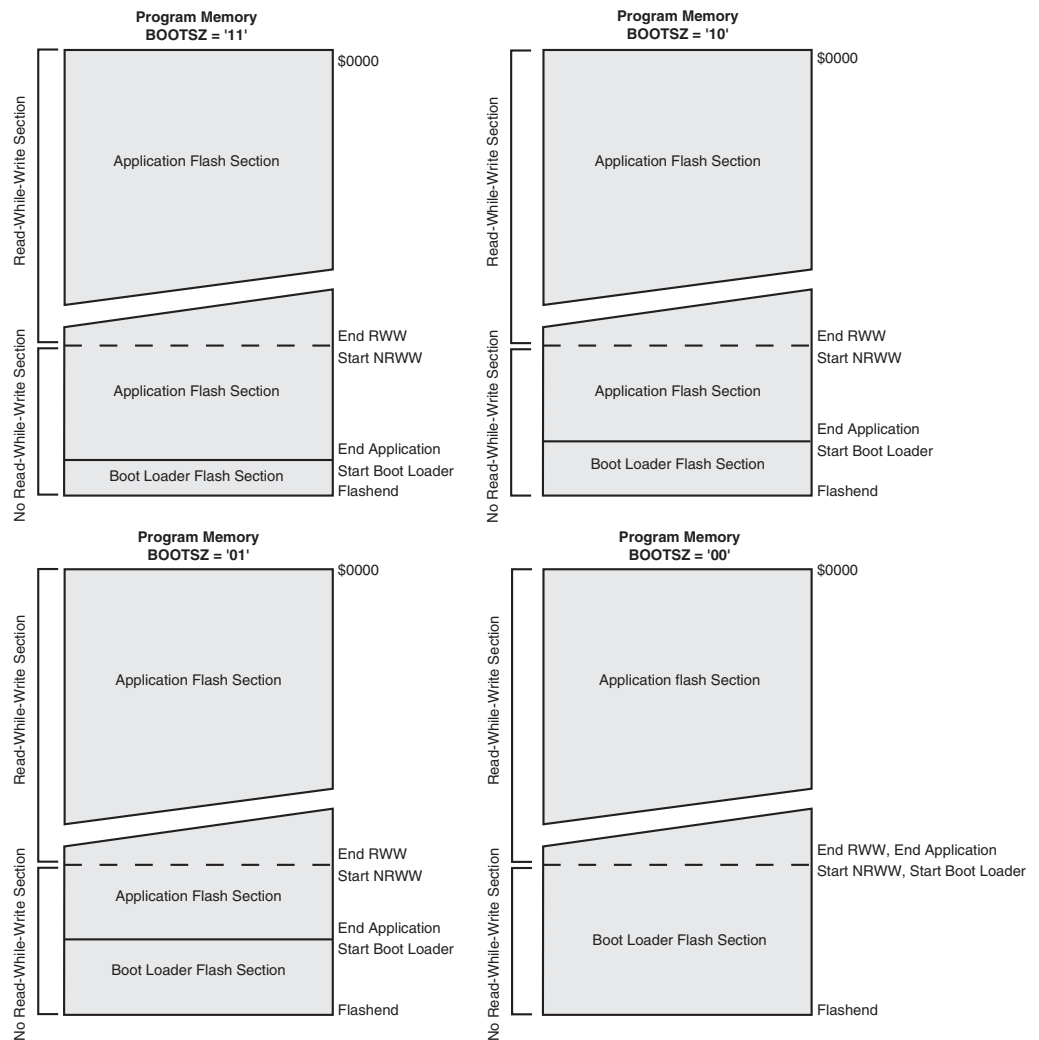 Program Memory
BOOTSZ = '11'
$0000
Read-While-Write Section
Application Flash Section
End RWW
Start NRWW
No Read-While-Write Section
Application Flash Section
End Application
Start Boot Loader
Boot Loader Flash Section
Flashend
Program Memory
BOOTSZ = '10'
$0000
Read-While-Write Section
Application Flash Section
End RWW
Start NRWW
No Read-While-Write Section
Application Flash Section
End Application
Start Boot Loader
Boot Loader Flash Section
Flashend
Program Memory
BOOTSZ = '01'
$0000
Read-While-Write Section
Application Flash Section
End RWW
Start NRWW
No Read-While-Write Section
Application Flash Section
End Application
Start Boot Loader
Boot Loader Flash Section
Flashend
Program Memory
BOOTSZ = '00'
$0000
Read-While-Write Section
Application flash Section
End RWW, End Application
Start NRWW, Start Boot Loader
No Read-While-Write Section
Boot Loader Flash Section
Flashend